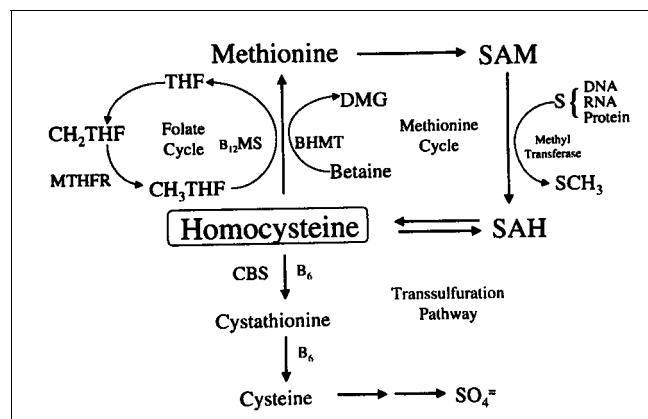 Methionine
SAM
THF
DMG
S { DNA
RNA
Protein
CH₂THF
Folate
Cycle
B₁₂MS
BHMT
Methionine
Cycle
Methyl
Transferase
MTHFR
CH₃THF
Betaine
SCH₃
Homocysteine
SAH
CBS
B₆
Transsulfuration
Pathway
Cystathionine
B₆
Cysteine
SO₄=